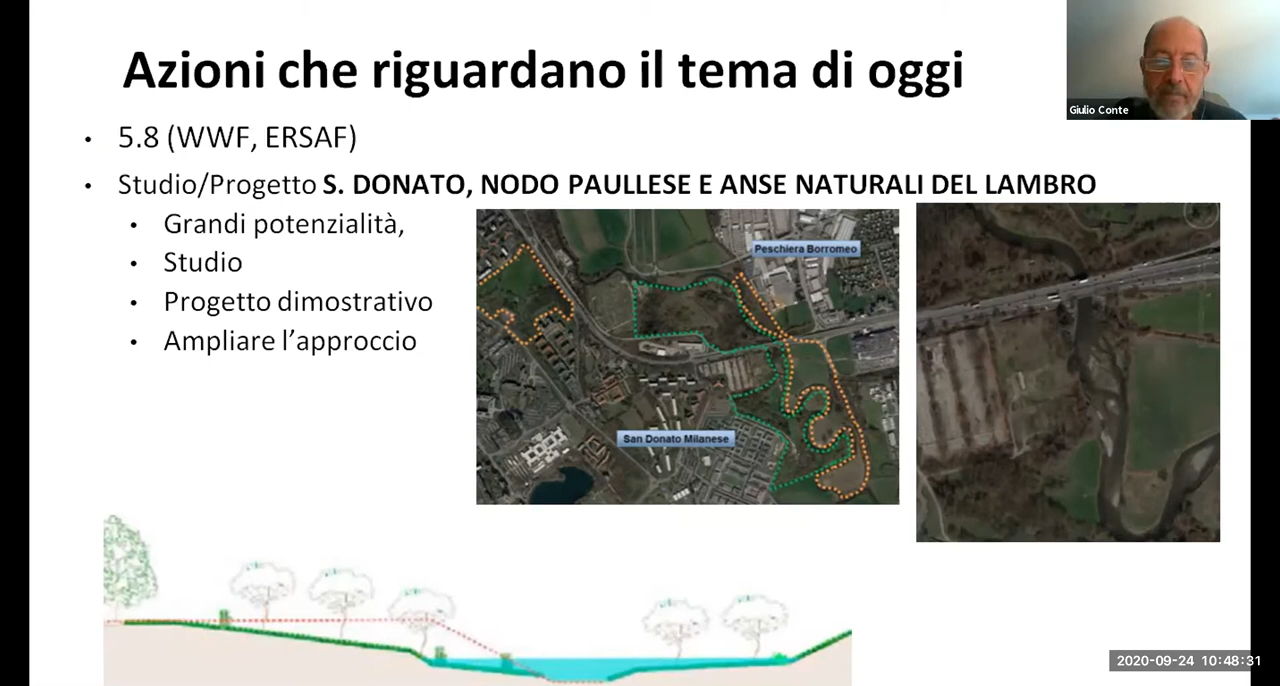 Azioni che riguardano il tema di oggi
Giulio Conte
• 5.8 (WWF, ERSAF)
• Studio/Progetto S. DONATO, NODO PAULLESE E ANSE NATURALI DEL LAMBRO
• Grandi potenzialità,
• Studio
• Progetto dimostrativo
• Ampliare l'approccio
Peschiera Borromeo
San Donato Milanese
2020-09-24 10:48:31